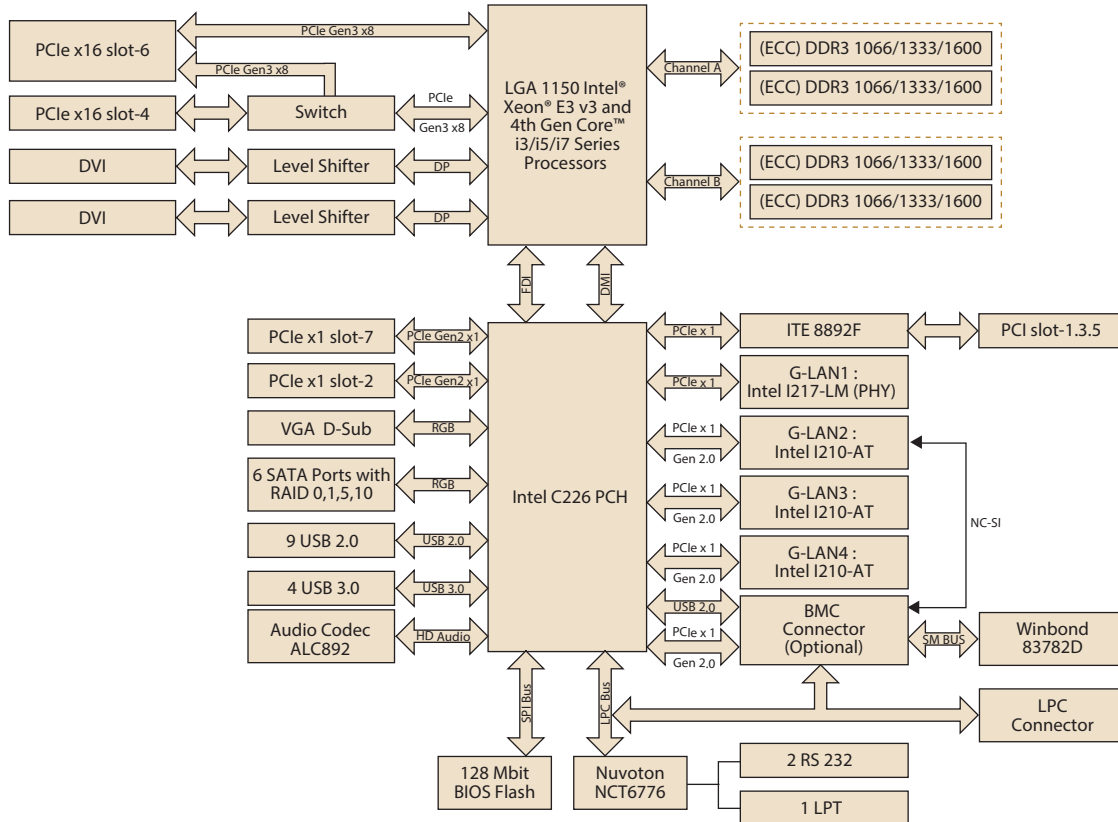 PCIe x16 slot-6
PCIe Gen3 x8
PCIe Gen3 x8
PCIe x16 slot-4
Switch
PCIe
Gen3 x8
DVI
Level Shifter
DP
DVI
Level Shifter
DP
LGA 1150 Intel®
Xeon® E3 v3 and
4th Gen Core™
i3/i5/i7 Series
Processors
Channel A
(ECC) DDR3 1066/1333/1600
(ECC) DDR3 1066/1333/1600
Channel B
(ECC) DDR3 1066/1333/1600
(ECC) DDR3 1066/1333/1600
FDI
DMI
PCIe x1 slot-7
PCIe Gen2 x1
PCIe x1 slot-2
PCIe Gen2 x1
VGA D-Sub
RGB
6 SATA Ports with
RAID 0,1,5,10
RGB
9 USB 2.0
USB 2.0
4 USB 3.0
USB 3.0
Audio Codec
ALC892
HD Audio
Intel C226 PCH
PCIe x 1
ITE 8892F
PCI slot-1.3.5
PCIe x 1
G-LAN1 :
Intel I217-LM (PHY)
PCIe x 1
Gen 2.0
G-LAN2 :
Intel I210-AT
PCIe x 1
Gen 2.0
G-LAN3 :
Intel I210-AT
NC-SI
PCIe x 1
Gen 2.0
G-LAN4 :
Intel I210-AT
USB 2.0
PCIe x 1
Gen 2.0
BMC
Connector
(Optional)
SM BUS
Winbond
83782D
SPI Bus
LPC Bus
LPC
Connector
128 Mbit
BIOS Flash
Nuvoton
NCT6776
2 RS 232
1 LPT